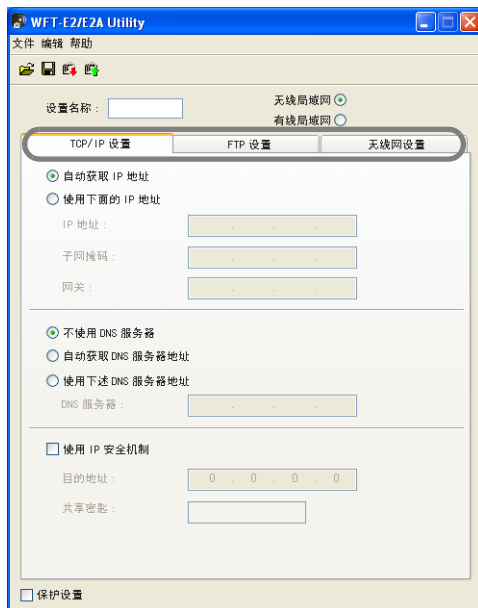 WFT-E2/E2A Utility
文件 编辑 帮助
设置名称：
无线局域网
有线局域网
TCP/IP 设置 FTP 设置 无线网设置
自动获取 IP 地址
使用下面的 IP 地址
IP 地址：
子网掩码：
网关：
不使用 DNS 服务器
自动获取 DNS 服务器地址
使用下述 DNS 服务器地址
DNS 服务器：
使用 IP 安全机制
目的地址： 0 . 0 . 0 . 0
共享密匙：
保护设置